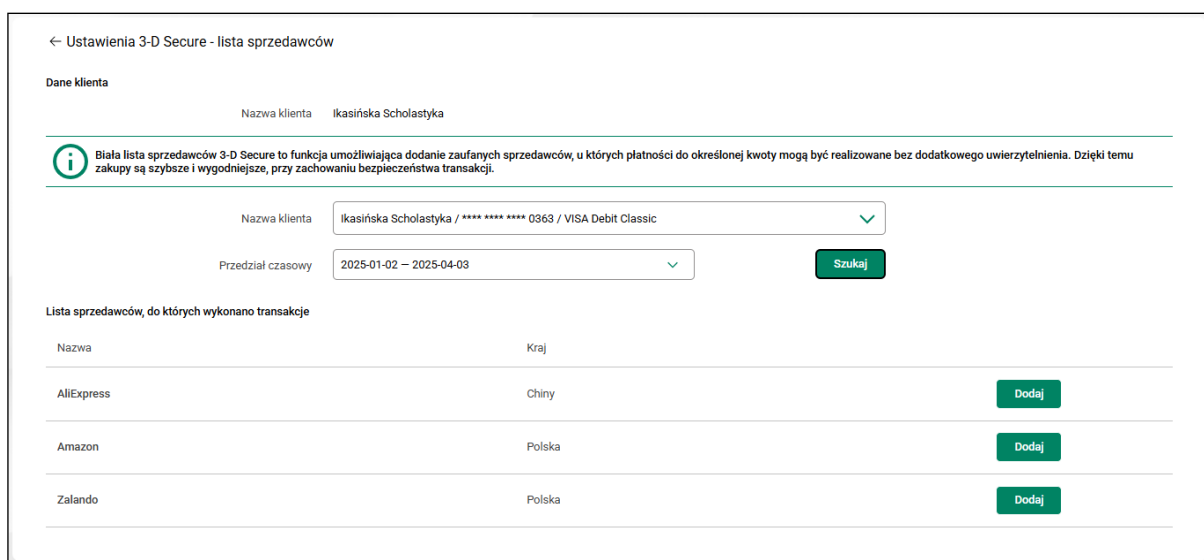 ← Ustawienia 3-D Secure - lista sprzedawców
Dane klienta
Nazwa klienta Ikasińska Scholastyka
Biała lista sprzedawców 3-D Secure to funkcja umożliwiająca dodanie zaufanych sprzedawców, u których płatności do określonej kwoty mogą być realizowane bez dodatkowego uwierzytelnienia. Dzięki temu
zakupy są szybsze i wygodniejsze, przy zachowaniu bezpieczeństwa transakcji.
Nazwa klienta Ikasińska Scholastyka / **** **** **** 0363 / VISA Debit Classic
Przedział czasowy 2025-01-02 — 2025-04-03 Szukaj
Lista sprzedawców, do których wykonano transakcje
Nazwa Kraj
AliExpress Chiny Dodaj
Amazon Polska Dodaj
Zalando Polska Dodaj